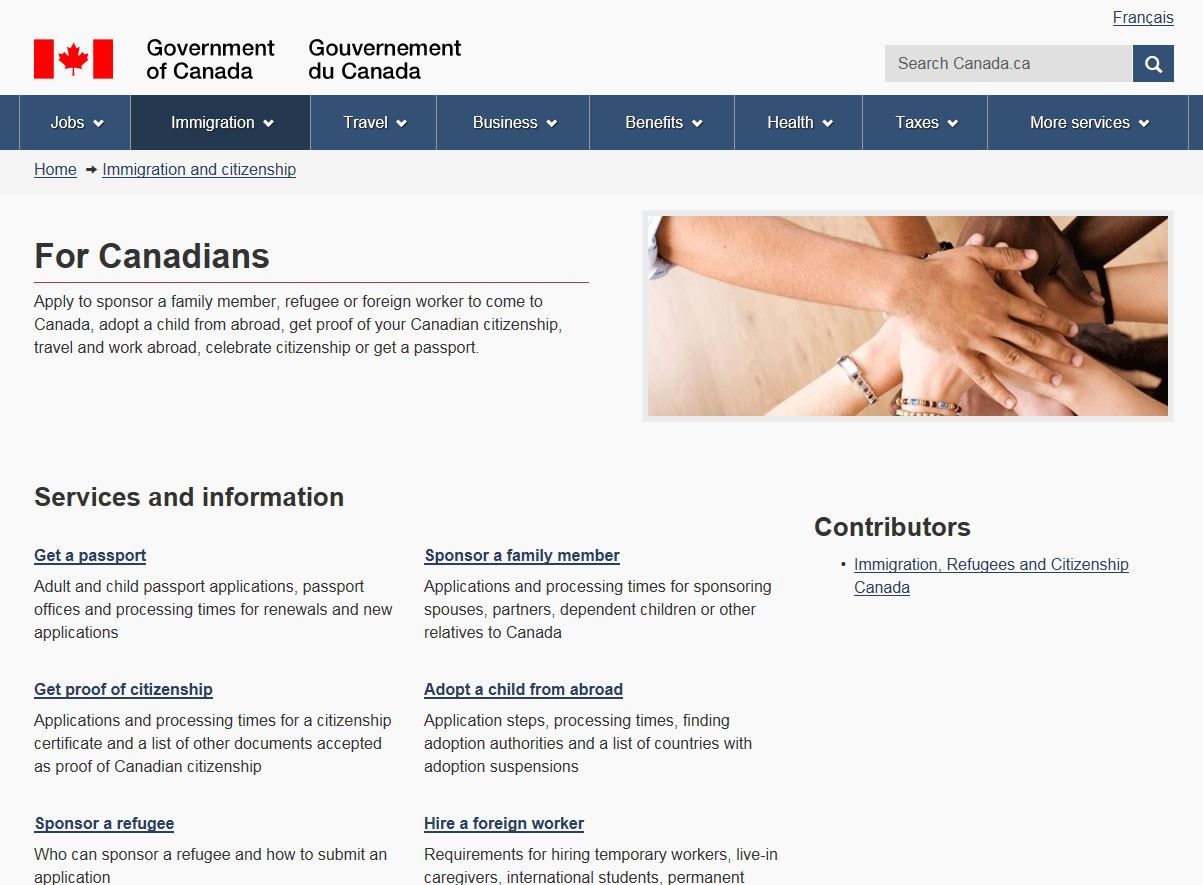 Français
Government
of Canada
Gouvernement
du Canada
Search Canada.ca
Jobs
Immigration
Travel
Business
Benefits
Health
Taxes
More services
Home
Immigration and citizenship
For Canadians
Apply to sponsor a family member, refugee or foreign worker to come to
Canada, adopt a child from abroad, get proof of your Canadian citizenship,
travel and work abroad, celebrate citizenship or get a passport.
Services and information
Get a passport
Adult and child passport applications, passport
offices and processing times for renewals and new
applications
Sponsor a family member
Applications and processing times for sponsoring
spouses, partners, dependent children or other
relatives to Canada
Get proof of citizenship
Applications and processing times for a citizenship
certificate and a list of other documents accepted
as proof of Canadian citizenship
Adopt a child from abroad
Application steps, processing times, finding
adoption authorities and a list of countries with
adoption suspensions
Sponsor a refugee
Who can sponsor a refugee and how to submit an
application
Hire a foreign worker
Requirements for hiring temporary workers, live-in
caregivers, international students, permanent
Contributors
• Immigration, Refugees and Citizenship
Canada